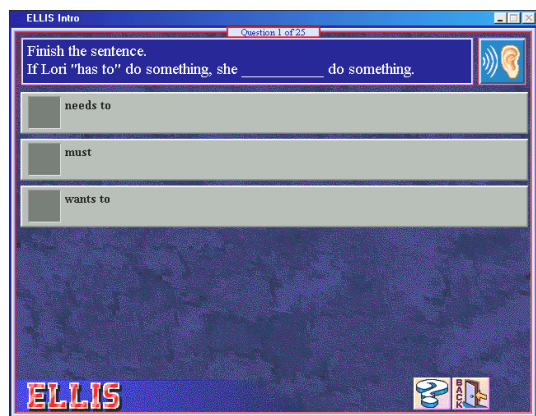 ELLIS Intro
Question 1 of 25
Finish the sentence.
If Lori "has to" do something, she ___________ do something.
needs to
must
wants to
ELLIS
BACK